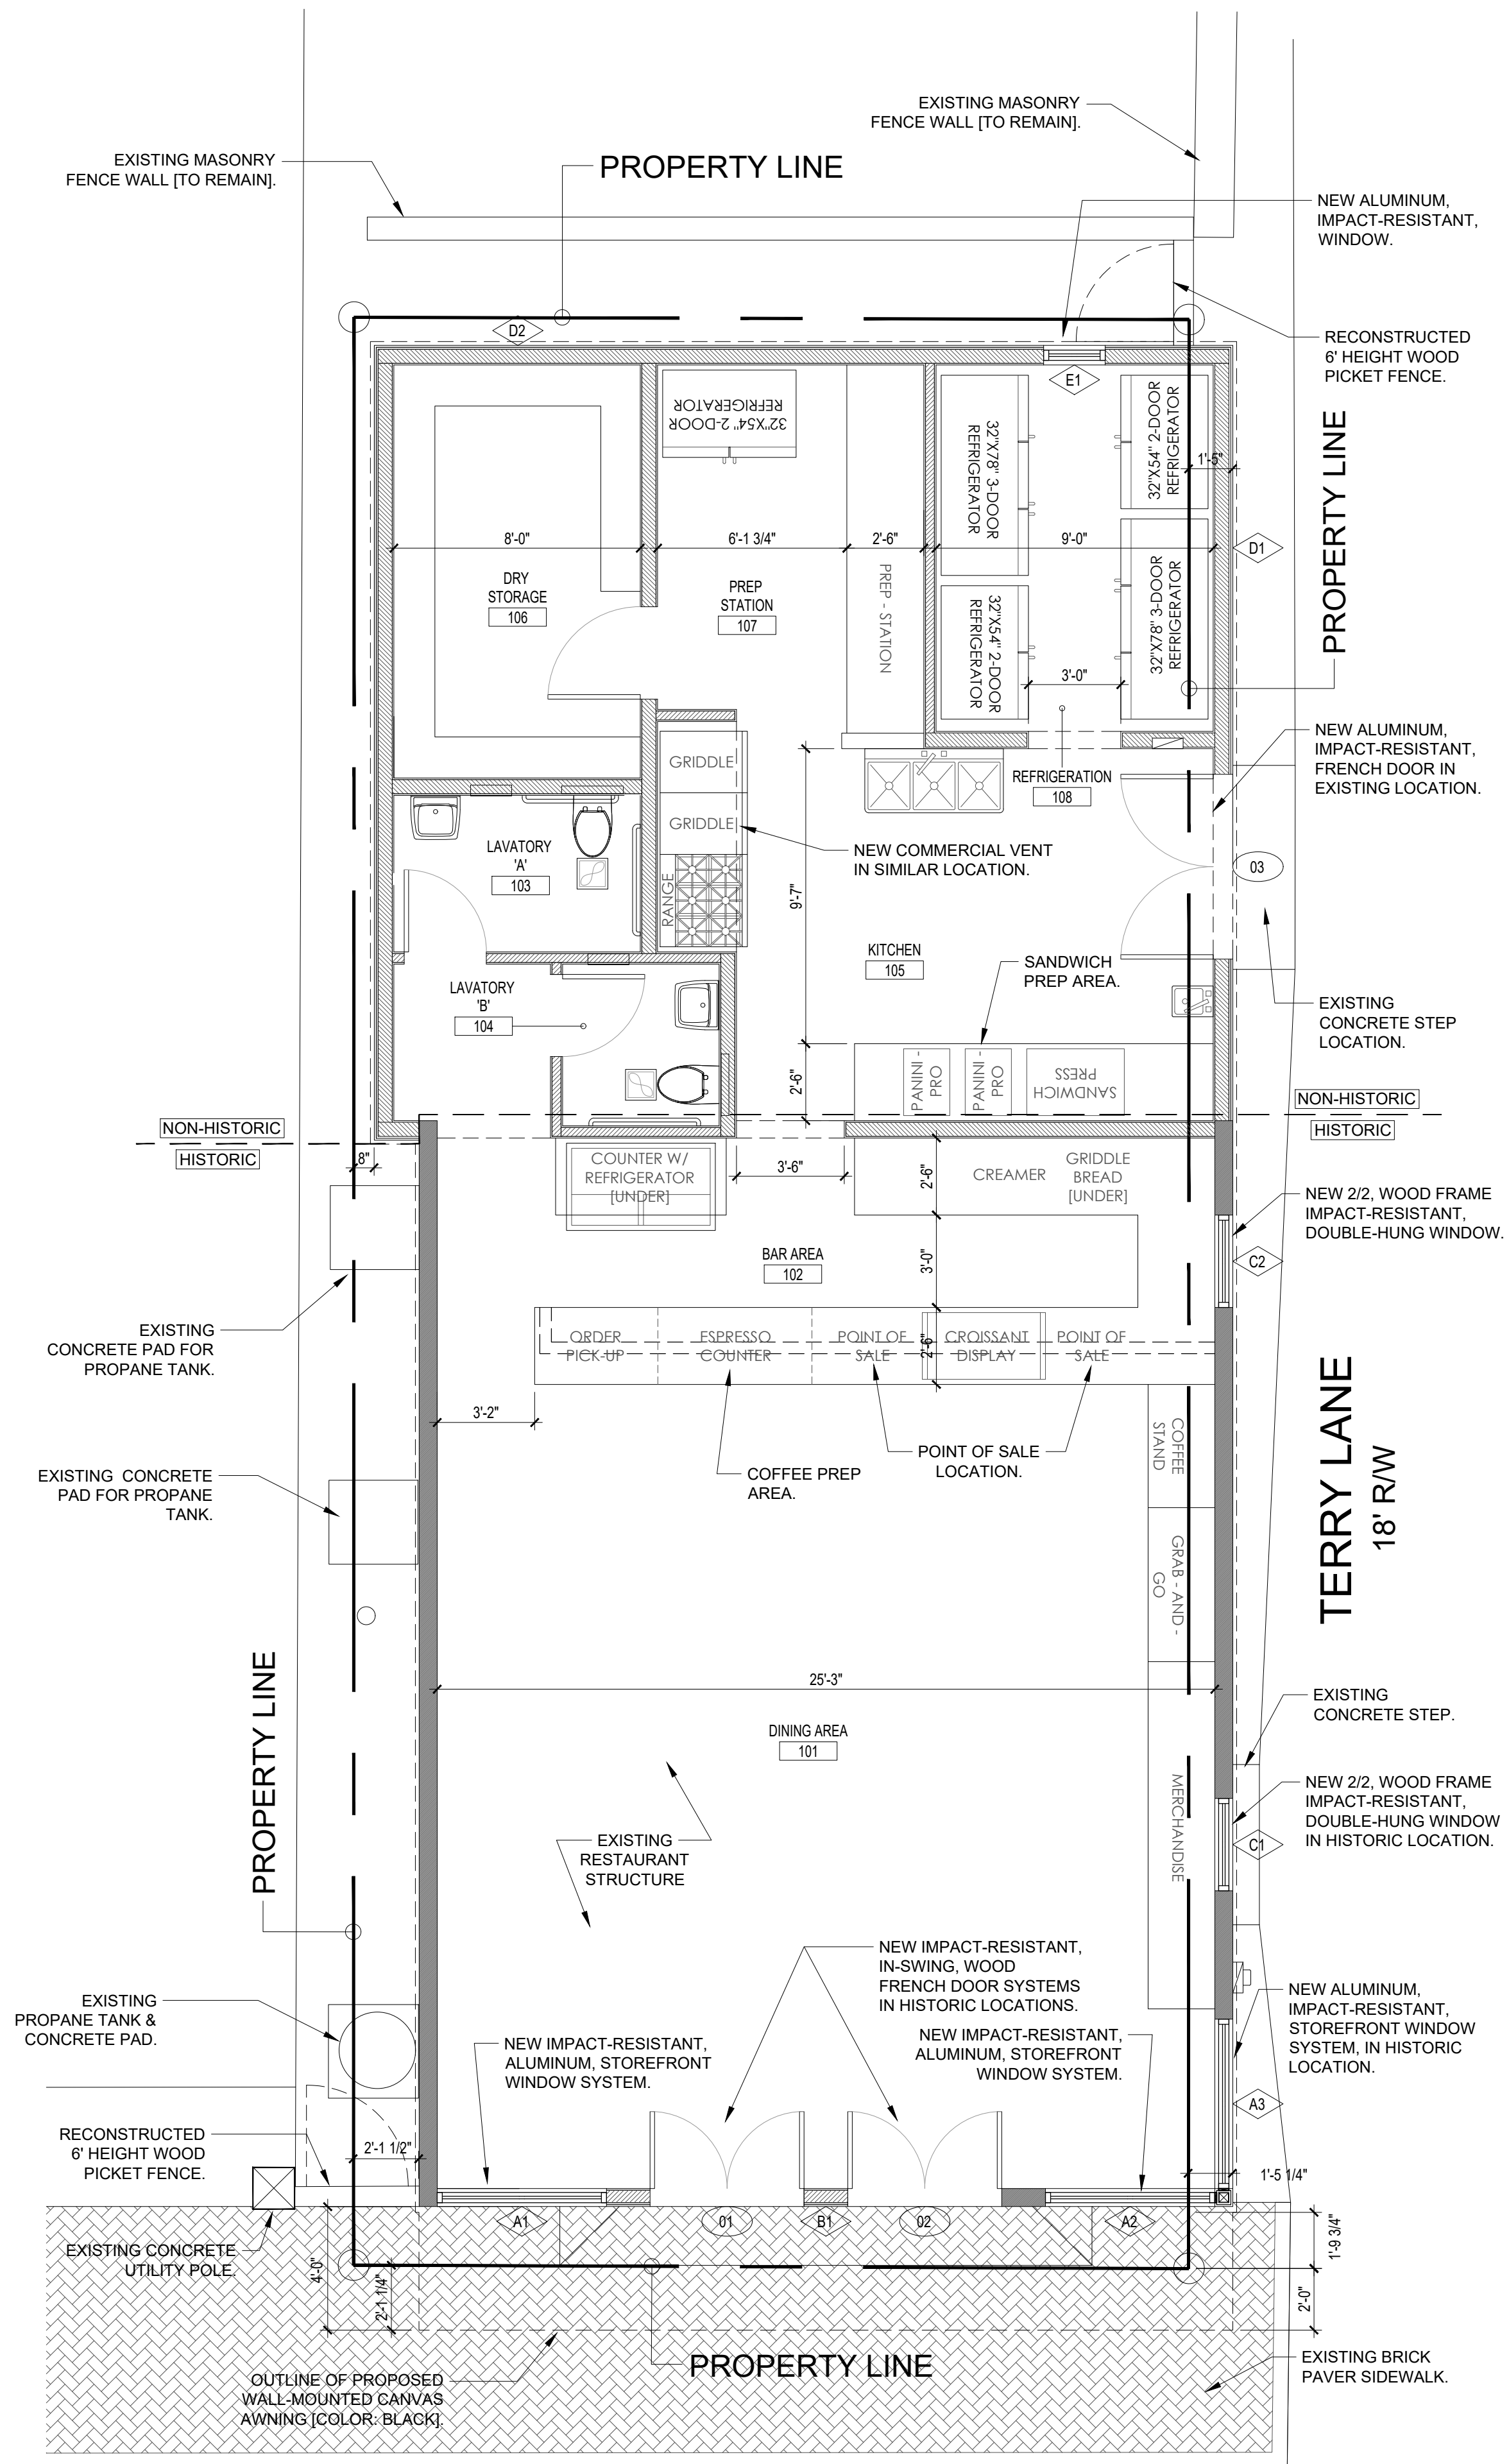 EXISTING MASONRY
FENCE WALL [TO REMAIN].
EXISTING MASONRY
FENCE WALL [TO REMAIN].
PROPERTY LINE
NEW ALUMINUM,
IMPACT-RESISTANT,
WINDOW.
D2
E1
RECONSTRUCTED
6' HEIGHT WOOD
PICKET FENCE.
32"X54" 2-DOOR
REFRIGERATOR
32"X78" 3-DOOR
REFRIGERATOR
32"X54" 2-DOOR
REFRIGERATOR
1'-5"
PROPERTY LINE
8'-0"
6'-1 3/4"
2'-6"
9'-0"
D1
DRY
STORAGE
106
PREP
STATION
107
PREP - STATION
32"X54" 2-DOOR
REFRIGERATOR
32"X78" 3-DOOR
REFRIGERATOR
3'-0"
NEW ALUMINUM,
IMPACT-RESISTANT,
FRENCH DOOR IN
EXISTING LOCATION.
GRIDDLE
REFRIGERATION
108
GRIDDLE
NEW COMMERCIAL VENT
IN SIMILAR LOCATION.
LAVATORY
'A'
103
RANGE
9'-7"
03
KITCHEN
105
SANDWICH
PREP AREA.
LAVATORY
'B'
104
EXISTING
CONCRETE STEP
LOCATION.
2'-6"
PANINI -
PRO
PANINI -
PRO
SANDWICH
PRESS
NON-HISTORIC
HISTORIC
NON-HISTORIC
HISTORIC
8"
COUNTER W/
REFRIGERATOR
[UNDER]
3'-6"
2'-6"
CREAMER
GRIDDLE
BREAD
[UNDER]
NEW 2/2, WOOD FRAME
IMPACT-RESISTANT,
DOUBLE-HUNG WINDOW.
BAR AREA
102
3'-0"
C2
EXISTING
CONCRETE PAD FOR
PROPANE TANK.
ORDER
PICK-UP
ESPRESSO
COUNTER
POINT OF
SALE
2'-6"
CROISSANT
DISPLAY
POINT OF
SALE
3'-2"
COFFEE
STAND
POINT OF SALE
LOCATION.
COFFEE PREP
AREA.
EXISTING CONCRETE
PAD FOR PROPANE
TANK.
TERRY LANE
18' R/W
GRAB - AND -
GO
PROPERTY LINE
25'-3"
DINING AREA
101
EXISTING
CONCRETE STEP.
MERCHANDISE
NEW 2/2, WOOD FRAME
IMPACT-RESISTANT,
DOUBLE-HUNG WINDOW
IN HISTORIC LOCATION.
C1
EXISTING
RESTAURANT
STRUCTURE
NEW IMPACT-RESISTANT,
IN-SWING, WOOD
FRENCH DOOR SYSTEMS
IN HISTORIC LOCATIONS.
EXISTING
PROPANE TANK &
CONCRETE PAD.
NEW ALUMINUM,
IMPACT-RESISTANT,
STOREFRONT WINDOW
SYSTEM, IN HISTORIC
LOCATION.
NEW IMPACT-RESISTANT,
ALUMINUM, STOREFRONT
WINDOW SYSTEM.
NEW IMPACT-RESISTANT,
ALUMINUM, STOREFRONT
WINDOW SYSTEM.
A3
RECONSTRUCTED
6' HEIGHT WOOD
PICKET FENCE.
2'-1 1/2"
1'-5 1/4"
A1
01
B1
02
A2
1'-9 3/4"
EXISTING CONCRETE
UTILITY POLE.
4'-0"
2'-1 1/4"
2'-0"
PROPERTY LINE
EXISTING BRICK
PAVER SIDEWALK.
OUTLINE OF PROPOSED
WALL-MOUNTED CANVAS
AWNING [COLOR: BLACK].